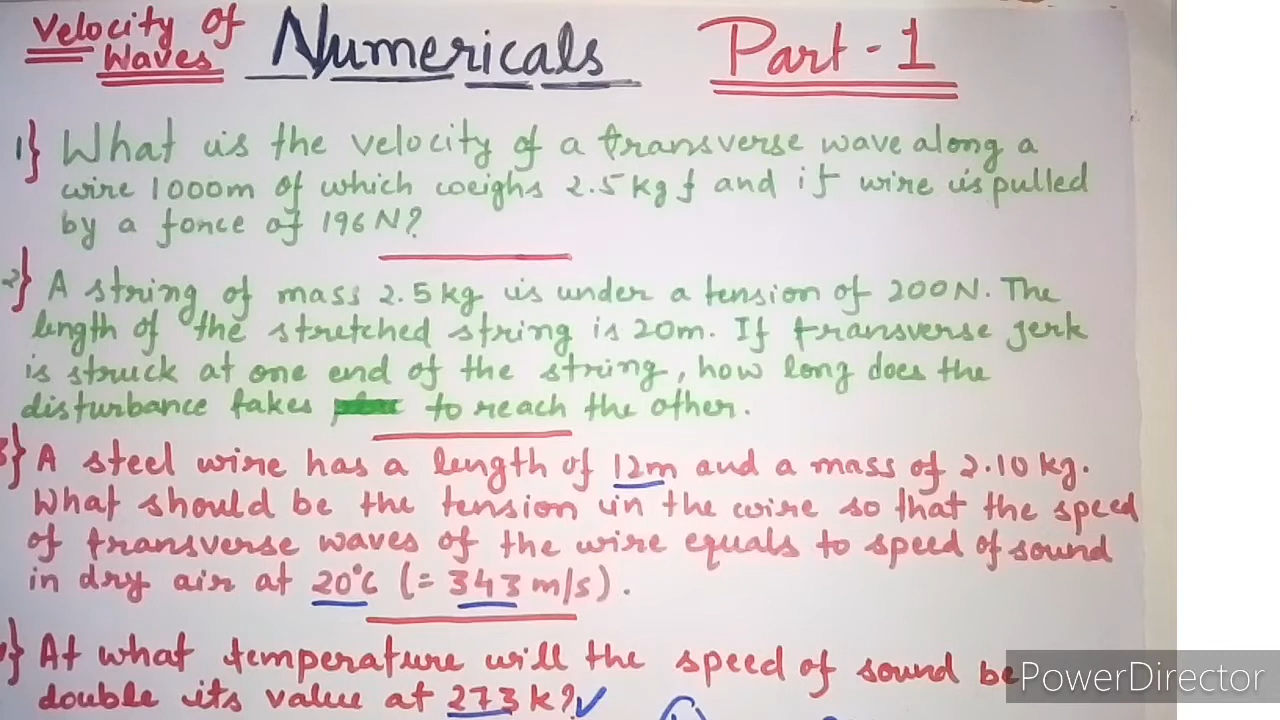 Velocity of Waves
Numericals Part-1
1} What is the velocity of a transverse wave along a
wire 1000m of which weighs 2.5 kgf and if wire is pulled
by a force of 196 N?
2} A string of mass 2.5 kg is under a tension of 200N. The
length of the stretched string is 20m. If transverse jerk
is struck at one end of the string, how long does the
disturbance takes to reach the other.
3} A steel wire has a length of 12m and a mass of 2.10 kg.
What should be the tension in the wire so that the speed
of transverse waves of the wire equals to speed of sound
in dry air at 20°C (= 343 m/s).
} At what temperature will the speed of sound be
double its value at 273 k? ✓
PowerDirector